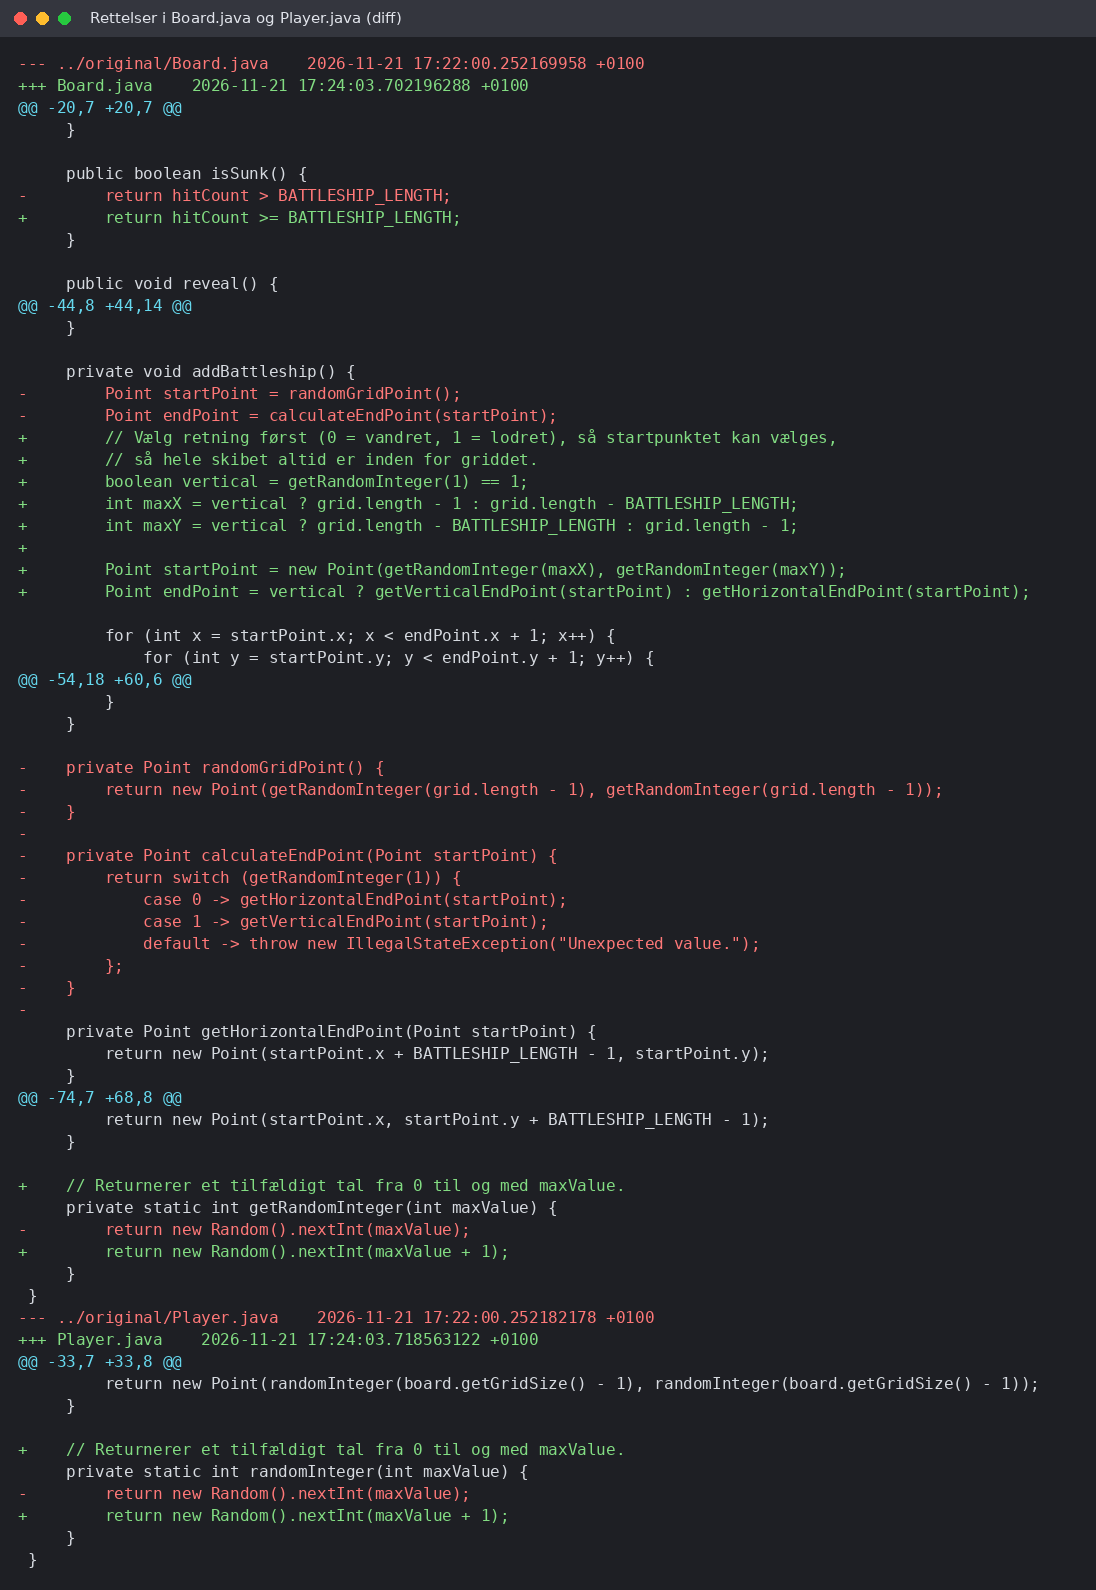 Rettelser i Board.java og Player.java (diff)
--- ../original/Board.java    2026-11-21 17:22:00.252169958 +0100
+++ Board.java    2026-11-21 17:24:03.702196288 +0100
@@ -20,7 +20,7 @@
     }

     public boolean isSunk() {
-        return hitCount > BATTLESHIP_LENGTH;
+        return hitCount >= BATTLESHIP_LENGTH;
     }

     public void reveal() {
@@ -44,8 +44,14 @@
     }

     private void addBattleship() {
-        Point startPoint = randomGridPoint();
-        Point endPoint = calculateEndPoint(startPoint);
+        // Vælg retning først (0 = vandret, 1 = lodret), så startpunktet kan vælges,
+        // så hele skibet altid er inden for griddet.
+        boolean vertical = getRandomInteger(1) == 1;
+        int maxX = vertical ? grid.length - 1 : grid.length - BATTLESHIP_LENGTH;
+        int maxY = vertical ? grid.length - BATTLESHIP_LENGTH : grid.length - 1;
+
+        Point startPoint = new Point(getRandomInteger(maxX), getRandomInteger(maxY));
+        Point endPoint = vertical ? getVerticalEndPoint(startPoint) : getHorizontalEndPoint(startPoint);

         for (int x = startPoint.x; x < endPoint.x + 1; x++) {
             for (int y = startPoint.y; y < endPoint.y + 1; y++) {
@@ -54,18 +60,6 @@
         }
     }

-    private Point randomGridPoint() {
-        return new Point(getRandomInteger(grid.length - 1), getRandomInteger(grid.length - 1));
-    }
-
-    private Point calculateEndPoint(Point startPoint) {
-        return switch (getRandomInteger(1)) {
-            case 0 -> getHorizontalEndPoint(startPoint);
-            case 1 -> getVerticalEndPoint(startPoint);
-            default -> throw new IllegalStateException("Unexpected value.");
-        };
-    }
-
     private Point getHorizontalEndPoint(Point startPoint) {
         return new Point(startPoint.x + BATTLESHIP_LENGTH - 1, startPoint.y);
     }
@@ -74,7 +68,8 @@
         return new Point(startPoint.x, startPoint.y + BATTLESHIP_LENGTH - 1);
     }

+    // Returnerer et tilfældigt tal fra 0 til og med maxValue.
     private static int getRandomInteger(int maxValue) {
-        return new Random().nextInt(maxValue);
+        return new Random().nextInt(maxValue + 1);
     }
 }
--- ../original/Player.java    2026-11-21 17:22:00.252182178 +0100
+++ Player.java    2026-11-21 17:24:03.718563122 +0100
@@ -33,7 +33,8 @@
         return new Point(randomInteger(board.getGridSize() - 1), randomInteger(board.getGridSize() - 1));
     }

+    // Returnerer et tilfældigt tal fra 0 til og med maxValue.
     private static int randomInteger(int maxValue) {
-        return new Random().nextInt(maxValue);
+        return new Random().nextInt(maxValue + 1);
     }
 }